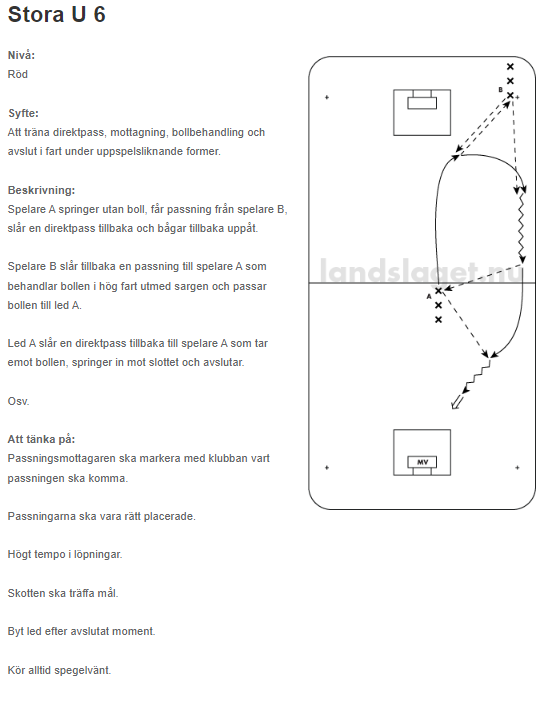 Stora U 6
Nivå:
Röd
Syfte:
Att träna direktpass, mottagning, bollbehandling och
avslut i fart under uppspelsliknande former.
Beskrivning:
Spelare A springer utan boll, får passning från spelare B,
slår en direktpass tillbaka och bågar tillbaka uppåt.
Spelare B slår tillbaka en passning till spelare A som
behandlar bollen i hög fart utmed sargen och passar
bollen till led A.
Led A slår en direktpass tillbaka till spelare A som tar
emot bollen, springer in mot slottet och avslutar.
Osv.
Att tänka på:
Passningsmottagaren ska markera med klubban vart
passningen ska komma.
Passningarna ska vara rätt placerade.
Högt tempo i löpningar.
Skotten ska träffa mål.
Byt led efter avslutat moment.
Kör alltid spegelvänt.
B
landslaget.nu
A
MV